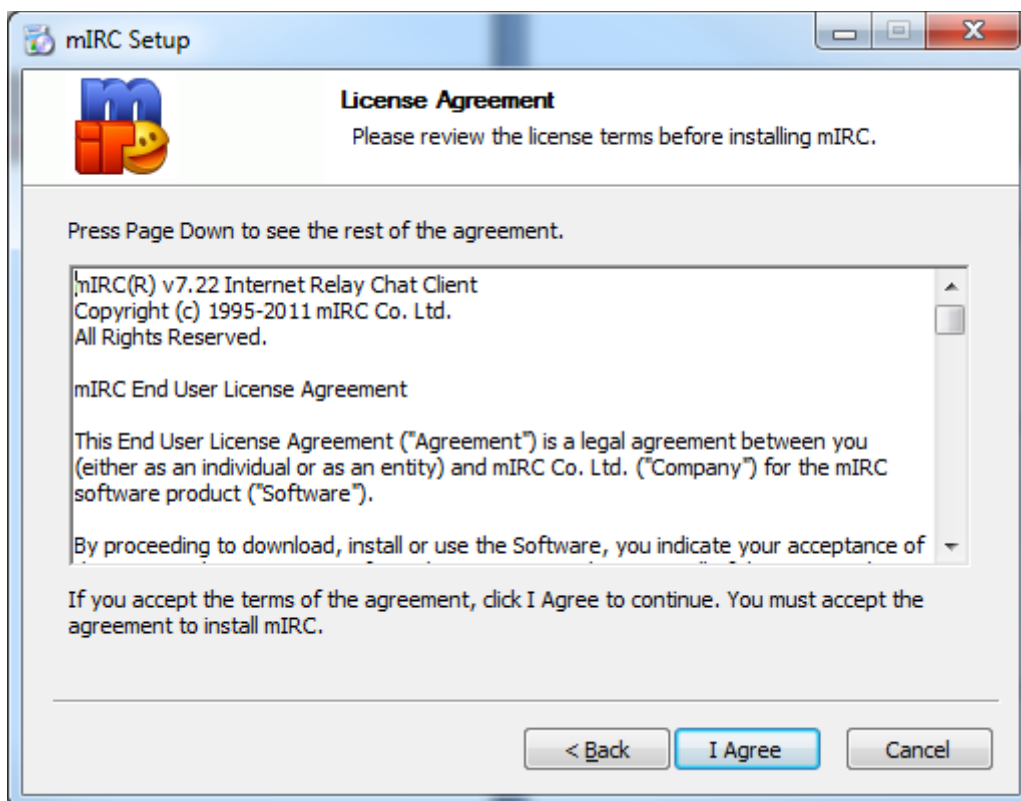 mIRC Setup
mIRC
License Agreement
Please review the license terms before installing mIRC.
Press Page Down to see the rest of the agreement.
mIRC(R) v7.22 Internet Relay Chat Client
Copyright (c) 1995-2011 mIRC Co. Ltd.
All Rights Reserved.
mIRC End User License Agreement
This End User License Agreement ("Agreement") is a legal agreement between you
(either as an individual or as an entity) and mIRC Co. Ltd. ("Company") for the mIRC
software product ("Software").
By proceeding to download, install or use the Software, you indicate your acceptance of
If you accept the terms of the agreement, click I Agree to continue. You must accept the
agreement to install mIRC.
< Back
I Agree
Cancel